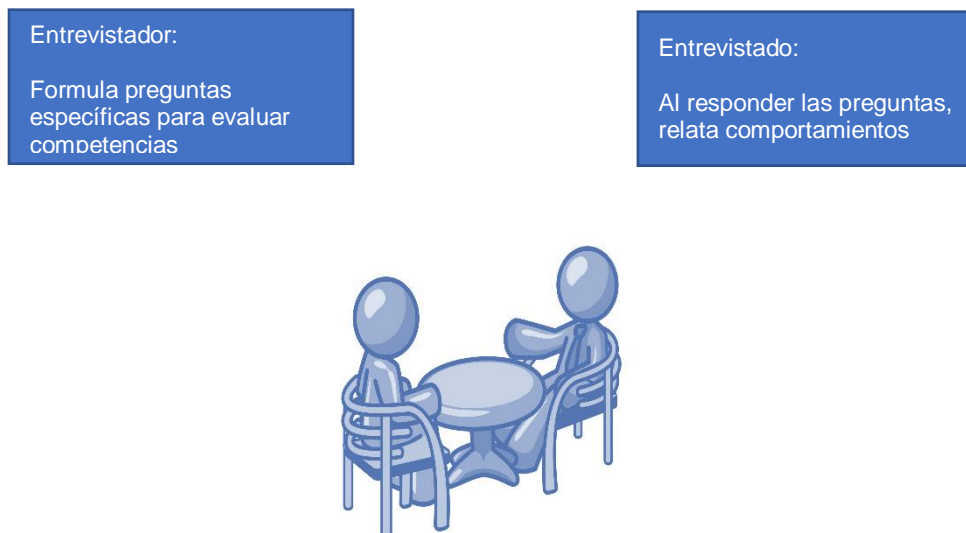 Entrevistador:
Formula preguntas
específicas para evaluar
competencias
Entrevistado:
Al responder las preguntas,
relata comportamientos